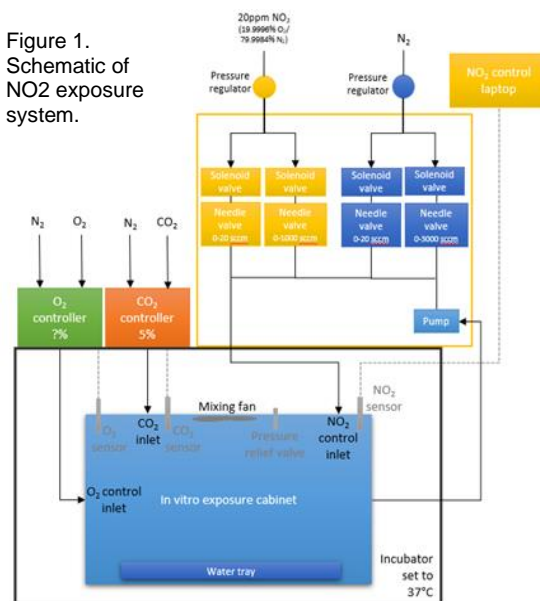 Figure 1.
Schematic of
NO2 exposure
system.
20ppm NO₂
(19.9996% O₂/
79.9984% N₂)
N₂
Pressure
regulator
Pressure
regulator
NO₂ control
laptop
Solenoid
valve
Solenoid
valve
Solenoid
valve
Solenoid
valve
Needle
valve
0-20 sccm
Needle
valve
0-1000 sccm
Needle
valve
0-20 sccm
Needle
valve
0-3000 sccm
N₂
O₂
N₂
CO₂
O₂
controller
?%
CO₂
controller
5%
Pump
Mixing fan
NO₂
sensor
O₂ sensor
CO₂
inlet
CO₂ sensor
Pressure
relief valve
NO₂
control
inlet
O₂ control
inlet
In vitro exposure cabinet
Water tray
Incubator
set to
37°C